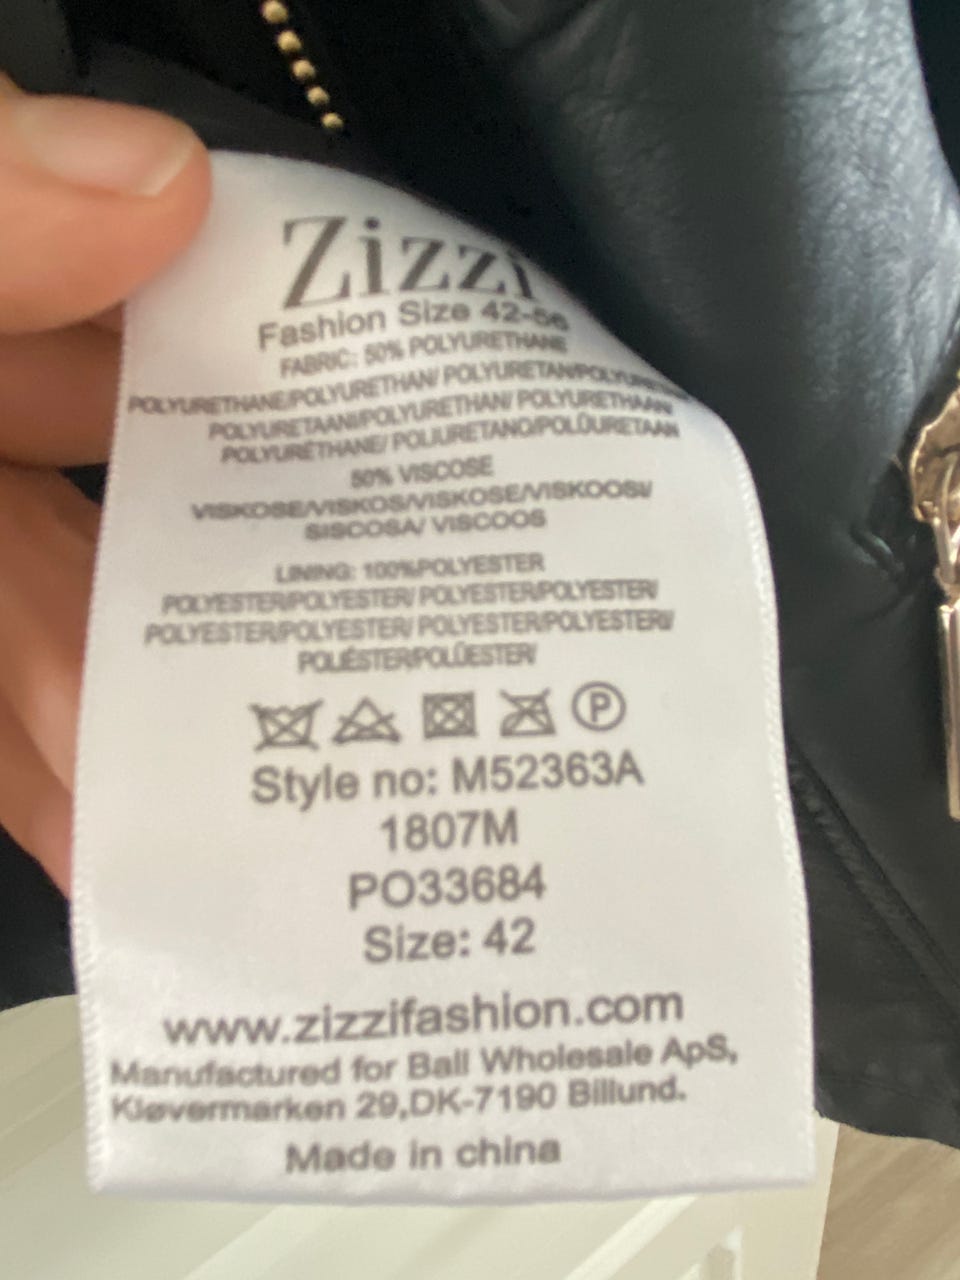 Zizzi
Fashion Size 42-56
FABRIC: 50% POLYURETHANE
POLYURETHANE/POLYURETHAN/ POLYURETAN/POLYURETAN
POLYURETAANI/POLYURETHAN/ POLYURETHAAN/
POLYURÉTHANE/ POLIURETANO/POLÜURETAAN
50% VISCOSE
VISKOSE/VISKOS/VISKOSE/VISKOOSI/
SISCOSA/ VISCOOS
LINING: 100%POLYESTER
POLYESTER/POLYESTER/ POLYESTER/POLYESTER/
POLYESTER/POLYESTER/ POLYESTER/POLYESTERI/
POLIÉSTER/POLÜESTER/
P
Style no: M52363A
1807M
PO33684
Size: 42
www.zizzifashion.com
Manufactured for Ball Wholesale ApS,
Kløvermarken 29,DK-7190 Billund.
Made in china